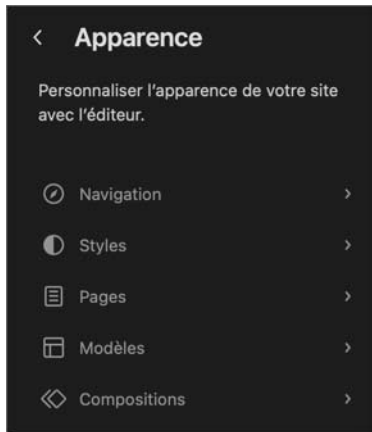 Apparence
Personnaliser l'apparence de votre site
avec l'éditeur.
Navigation
Styles
Pages
Modèles
Compositions